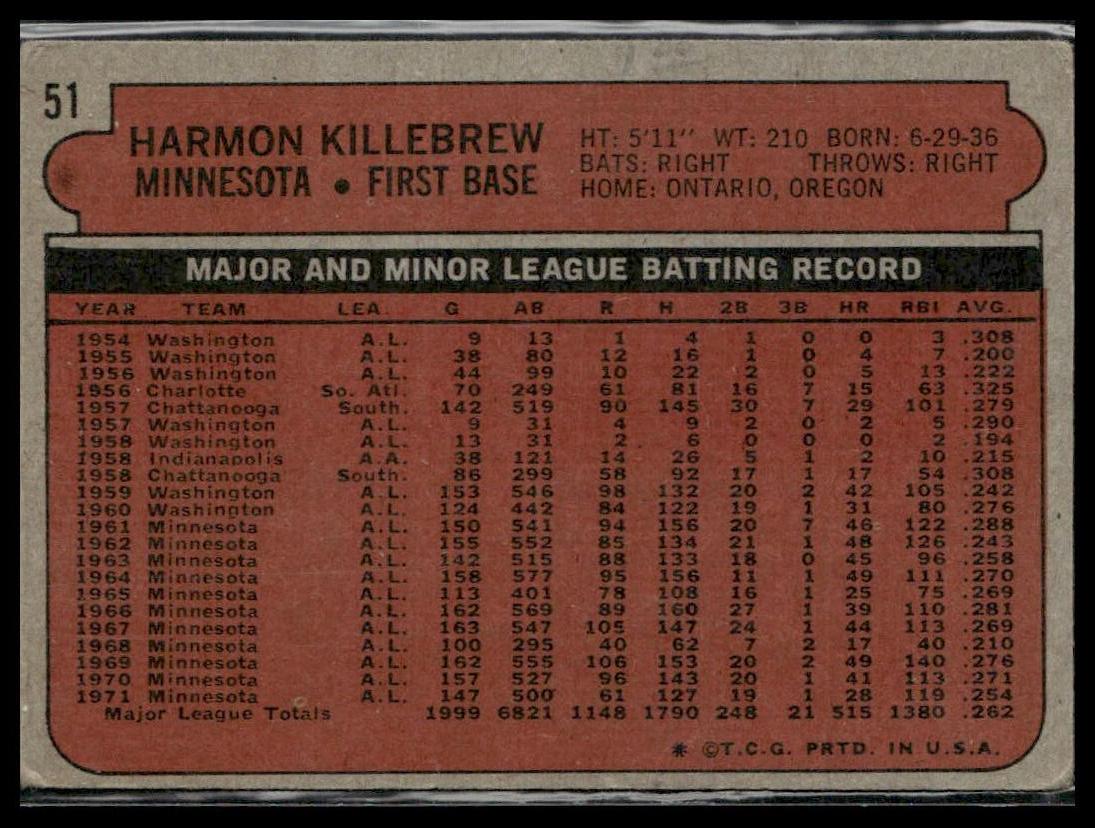 51
HARMON KILLEBREW
MINNESOTA • FIRST BASE
HT: 5'11" WT: 210 BORN: 6-29-36
BATS: RIGHT THROWS: RIGHT
HOME: ONTARIO, OREGON
MAJOR AND MINOR LEAGUE BATTING RECORD
YEAR TEAM LEA. G AB R H 2B 3B HR RBI AVG.
1954 Washington A.L. 9 13 1 4 1 0 0 3 .308
1955 Washington A.L. 38 80 12 16 1 0 4 7 .200
1956 Washington A.L. 44 99 10 22 2 0 5 13 .222
1956 Charlotte So. Atl. 70 249 61 81 16 7 15 63 .325
1957 Chattanooga South. 142 519 90 145 30 7 29 101 .279
1957 Washington A.L. 9 31 4 9 2 0 2 5 .290
1958 Washington A.L. 13 31 2 6 0 0 0 2 .194
1958 Indianapolis A.A. 38 121 14 26 5 1 2 10 .215
1958 Chattanooga South. 86 299 58 92 17 1 17 54 .308
1959 Washington A.L. 153 546 98 132 20 2 42 105 .242
1960 Washington A.L. 124 442 84 122 19 1 31 80 .276
1961 Minnesota A.L. 150 541 94 156 20 7 46 122 .288
1962 Minnesota A.L. 155 552 85 134 21 1 48 126 .243
1963 Minnesota A.L. 142 515 88 133 18 0 45 96 .258
1964 Minnesota A.L. 158 577 95 156 11 1 49 111 .270
1965 Minnesota A.L. 113 401 78 108 16 1 25 75 .269
1966 Minnesota A.L. 162 569 89 160 27 1 39 110 .281
1967 Minnesota A.L. 163 547 105 147 24 1 44 113 .269
1968 Minnesota A.L. 100 295 40 62 7 2 17 40 .210
1969 Minnesota A.L. 162 555 106 153 20 2 49 140 .276
1970 Minnesota A.L. 157 527 96 143 20 1 41 113 .271
1971 Minnesota A.L. 147 500 61 127 19 1 28 119 .254
Major League Totals 1999 6821 1148 1790 248 21 515 1380 .262
* ©T.C.G. PRTD. IN U.S.A.